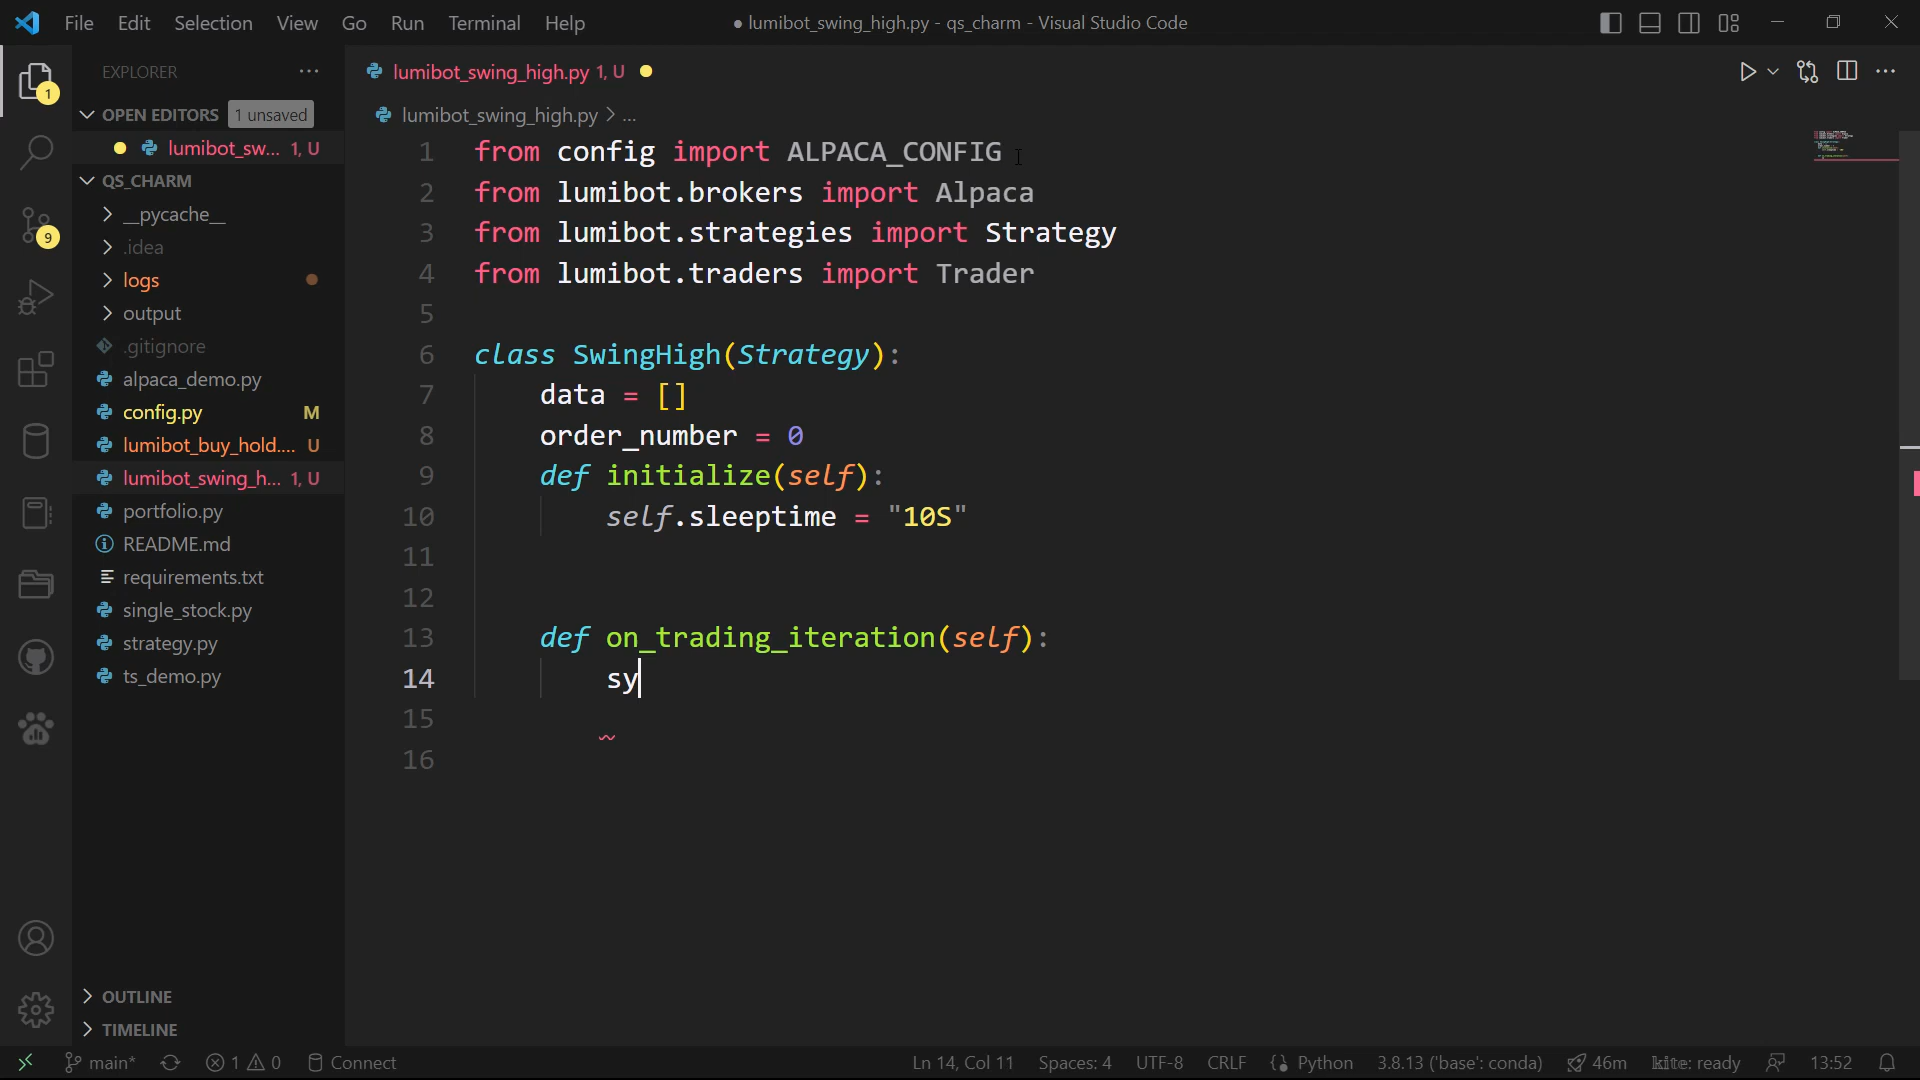 File Edit Selection View Go Run Terminal Help
● lumibot_swing_high.py - qs_charm - Visual Studio Code
EXPLORER
OPEN EDITORS 1 unsaved
lumibot_sw... 1, U
QS_CHARM
__pycache__
.idea
logs
output
.gitignore
alpaca_demo.py
config.py M
lumibot_buy_hold.... U
lumibot_swing_h... 1, U
portfolio.py
README.md
requirements.txt
single_stock.py
strategy.py
ts_demo.py
OUTLINE
TIMELINE
1
9
lumibot_swing_high.py 1, U
lumibot_swing_high.py > ...
1 from config import ALPACA_CONFIG
2 from lumibot.brokers import Alpaca
3 from lumibot.strategies import Strategy
4 from lumibot.traders import Trader
5
6 class SwingHigh(Strategy):
7 data = []
8 order_number = 0
9 def initialize(self):
10 self.sleeptime = "10S"
11
12
13 def on_trading_iteration(self):
14 sy
15
16
main* 1 0 Connect
Ln 14, Col 11 Spaces: 4 UTF-8 CRLF Python 3.8.13 ('base': conda) 46m kite: ready 13:52